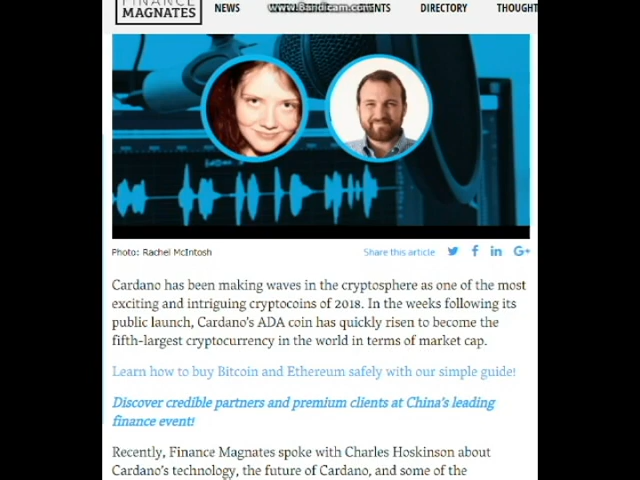 FINANCE
MAGNATES
NEWS
DIRECTORY
THOUGHT
Photo: Rachel McIntosh
Share this article
G+
Cardano has been making waves in the cryptosphere as one of the most
exciting and intriguing cryptocoins of 2018. In the weeks following its
public launch, Cardano's ADA coin has quickly risen to become the
fifth-largest cryptocurrency in the world in terms of market cap.
Learn how to buy Bitcoin and Ethereum safely with our simple guide!
Discover credible partners and premium clients at China's leading
finance event!
Recently, Finance Magnates spoke with Charles Hoskinson about
Cardano's technology, the future of Cardano, and some of the